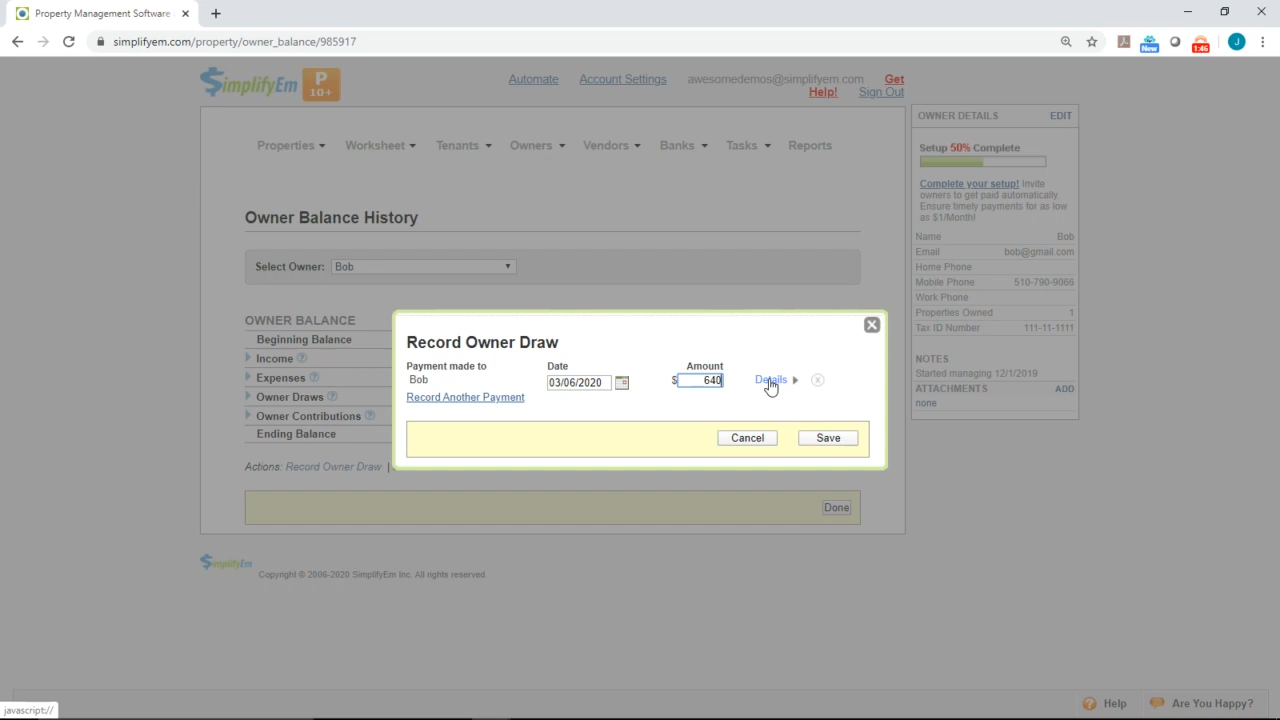 Property Management Software
simplifyem.com/property/owner_balance/985917
New
1:46
J
SimplifyEm
P
10+
Automate
Account Settings
awesomedemos@simplifyem.com
Get
Help!
Sign Out
Properties
Worksheet
Tenants
Owners
Vendors
Banks
Tasks
Reports
Owner Balance History
Select Owner: Bob
OWNER BALANCE
Beginning Balance
Income ?
Expenses ?
Owner Draws ?
Owner Contributions ?
Ending Balance
Actions: Record Owner Draw |
Done
Record Owner Draw
Payment made to Date Amount
Bob 03/06/2020 $ 640 Details
Record Another Payment
Cancel Save
OWNER DETAILS EDIT
Setup 50% Complete
Complete your setup! Invite
owners to get paid automatically.
Ensure timely payments for as low
as $1/Month!
Name Bob
Email bob@gmail.com
Home Phone
Mobile Phone 510-790-9066
Work Phone
Properties Owned 1
Tax ID Number 111-11-1111
NOTES
Started managing 12/1/2019
ATTACHMENTS ADD
none
SimplifyEm
Copyright © 2006-2020 SimplifyEm Inc. All rights reserved
javascript://
? Help
Are You Happy?